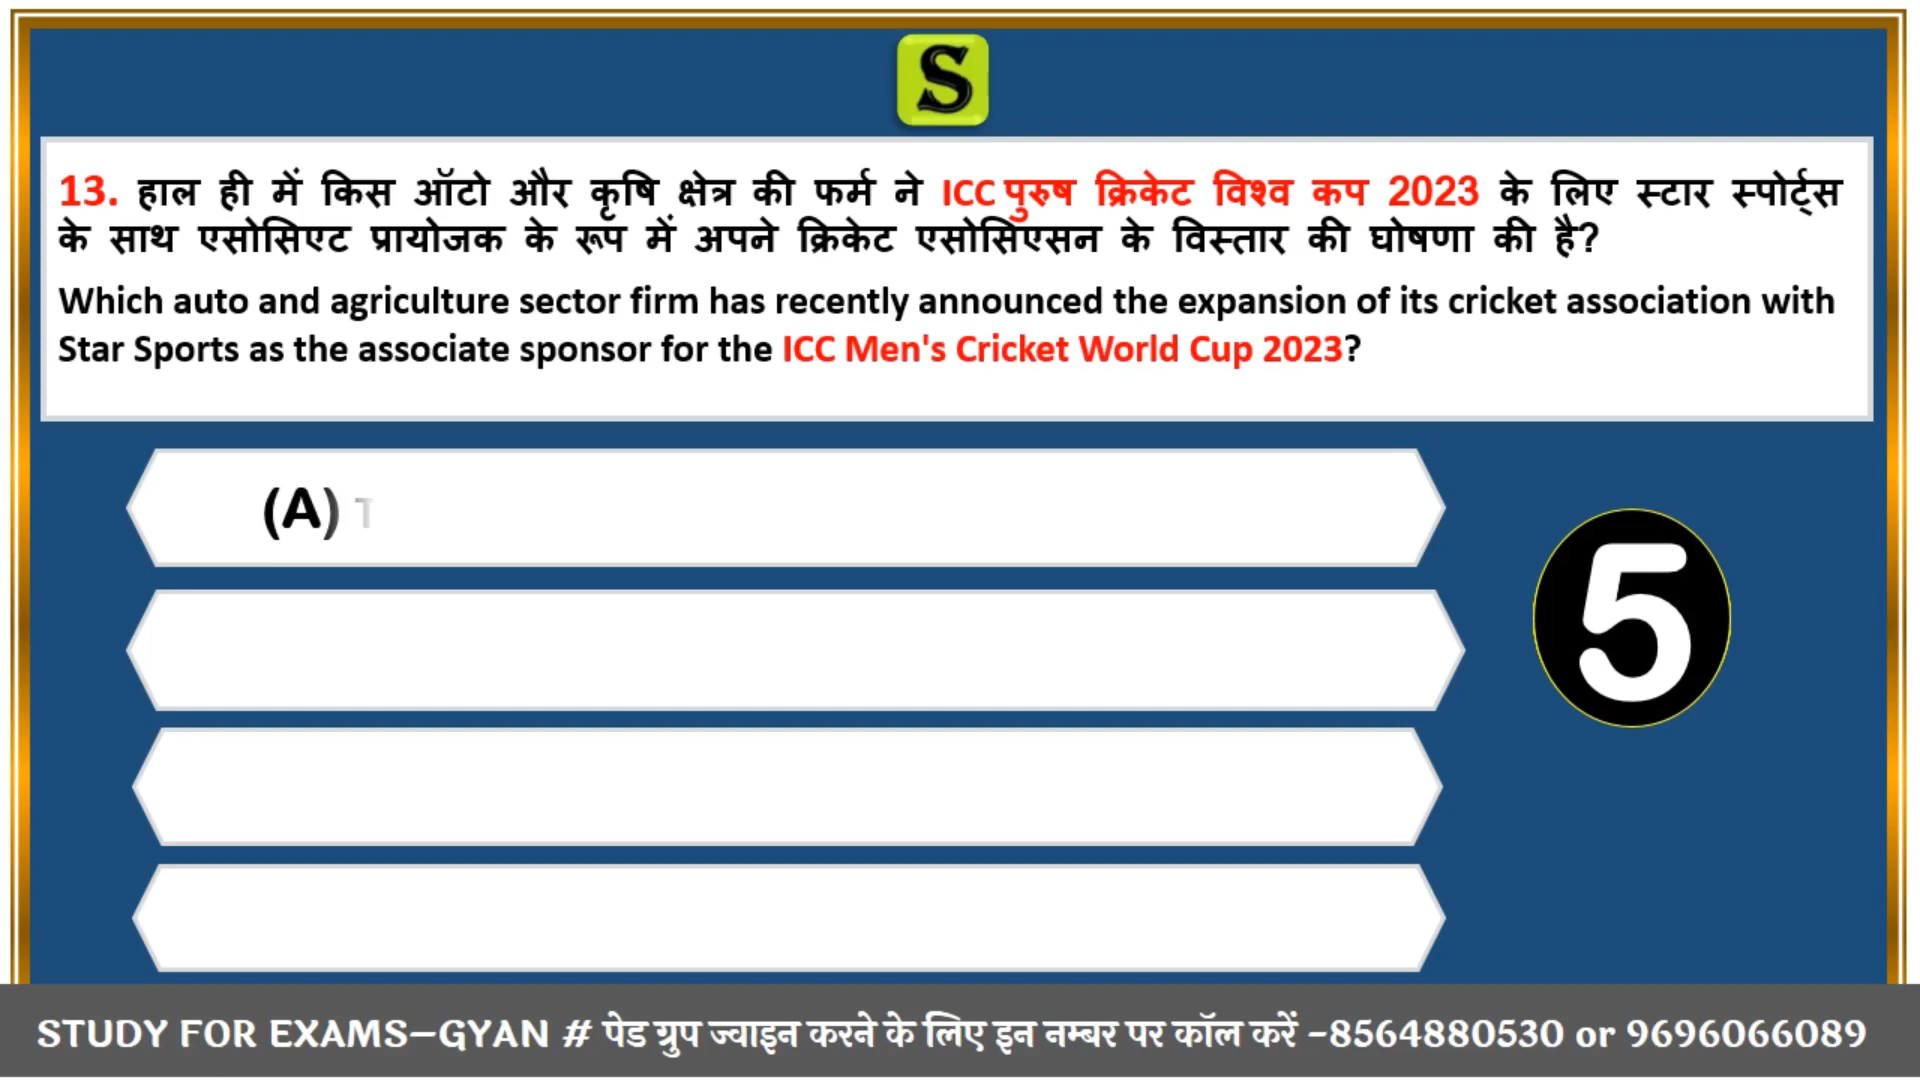 S
13. हाल ही में किस ऑटो और कृषि क्षेत्र की फर्म ने ICC पुरुष क्रिकेट विश्व कप 2023 के लिए स्टार स्पोर्ट्स
के साथ एसोसिएट प्रायोजक के रूप में अपने क्रिकेट एसोसिएसन के विस्तार की घोषणा की है?
Which auto and agriculture sector firm has recently announced the expansion of its cricket association with
Star Sports as the associate sponsor for the ICC Men's Cricket World Cup 2023?
(A) T
5
STUDY FOR EXAMS–GYAN # पेड ग्रुप ज्वाइन करने के लिए इन नम्बर पर कॉल करें –8564880530 or 9696066089